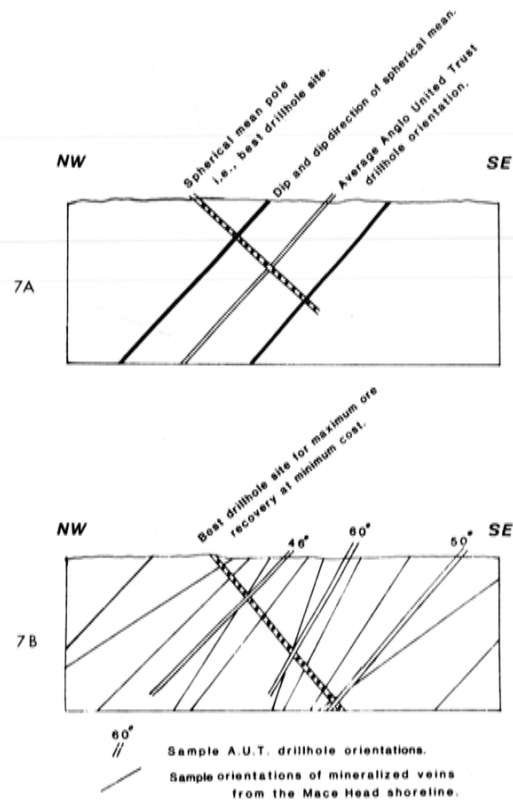 Spherical mean pole
i.e., best drillhole site.
Dip and dip direction of spherical mean.
Average Anglo United Trust
drillhole orientation.
NW
SE
7A
Best drillhole site for maximum ore
recovery at minimum cost.
NW
46°
60°
50°
SE
7B
60°
Sample A.U.T. drillhole orientations.
Sample orientations of mineralized veins
from the Mace Head shoreline.